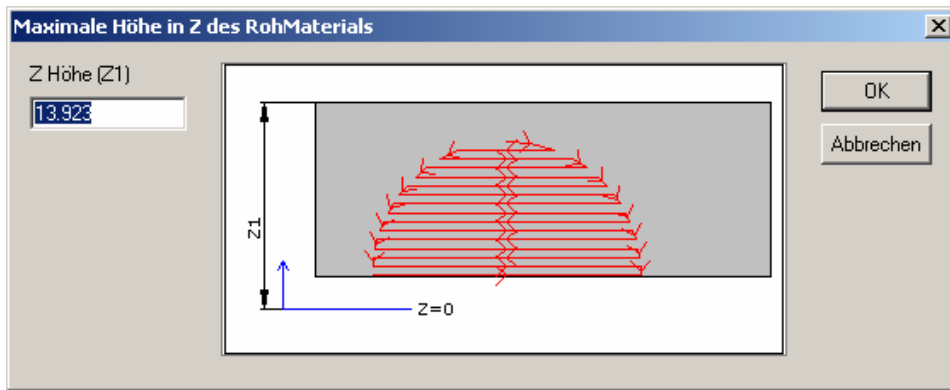 Maximale Höhe in Z des RohMaterials
Z Höhe (Z1)
13.923
OK
Abbrechen
Z1
Z=0